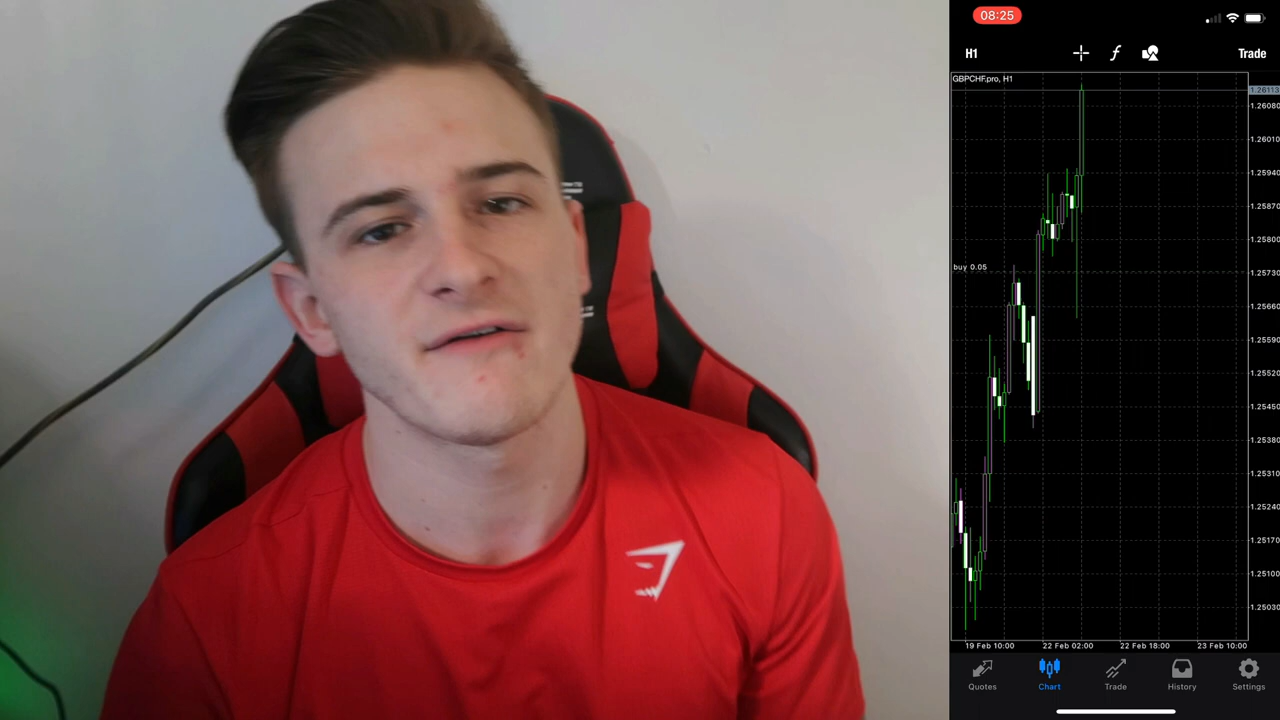 08:25
H1
Trade
GBPCHF.pro, H1
1.26113
1.26080
1.26010
1.25940
1.25870
1.25800
buy 0.05
1.25730
1.25660
1.25590
1.25520
1.25450
1.25380
1.25310
1.25240
1.25170
1.25100
1.25030
19 Feb 10:00
22 Feb 02:00
22 Feb 18:00
23 Feb 10:00
Quotes
Chart
Trade
History
Settings